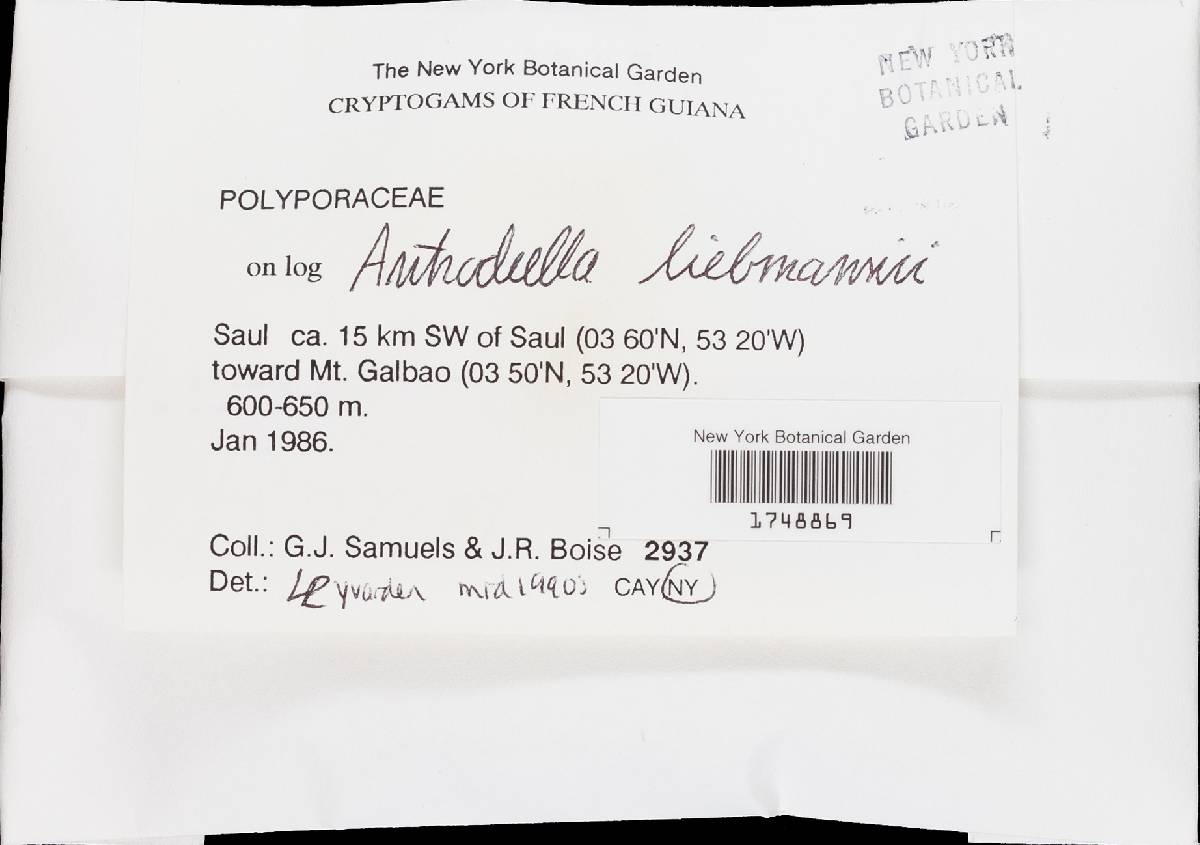 The New York Botanical Garden
CRYPTOGAMS OF FRENCH GUIANA
NEW YORK
BOTANICAL
GARDEN
POLYPORACEAE
on log Antrodiella liebmannii
Saul ca. 15 km SW of Saul (03 60'N, 53 20'W)
toward Mt. Galbao (03 50'N, 53 20'W).
600-650 m.
Jan 1986.
New York Botanical Garden
1748869
Coll.: G.J. Samuels & J.R. Boise 2937
Det.: L Ryvarden mid 1990s CAY NY